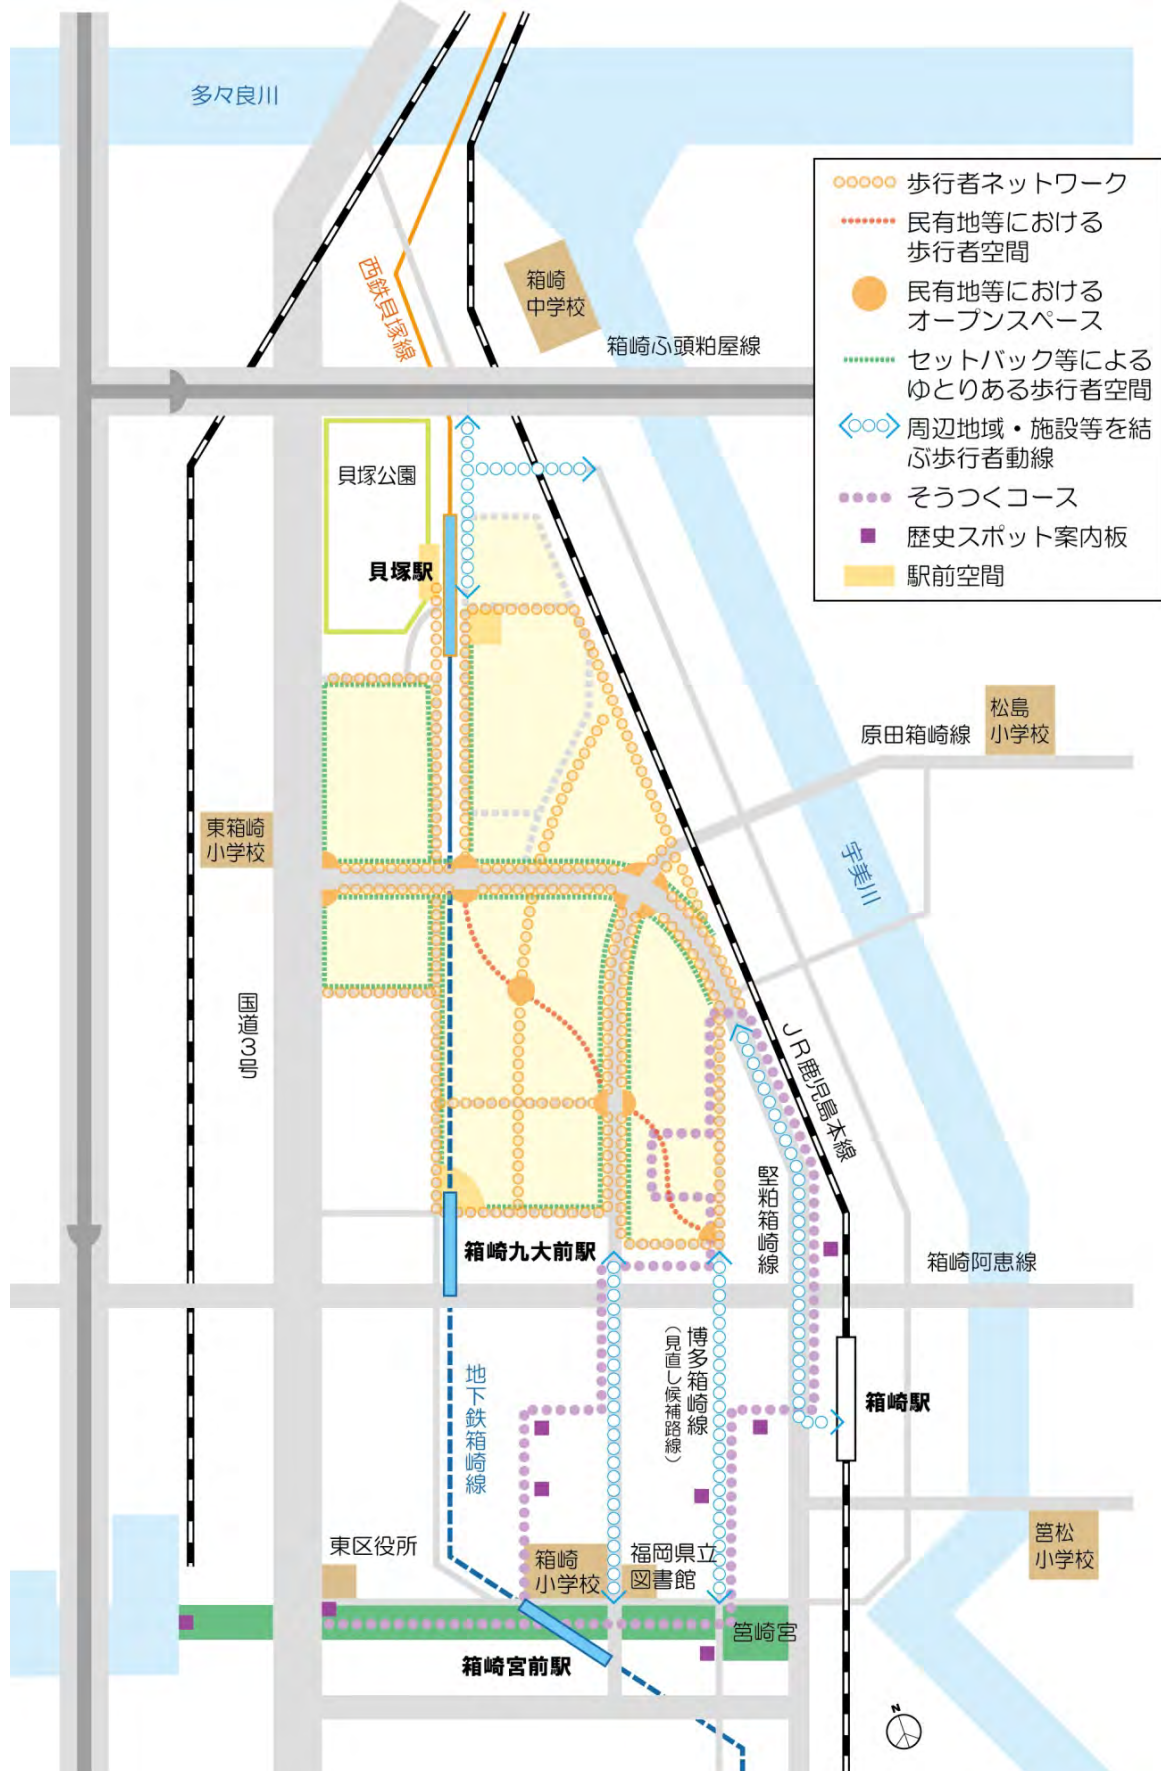 多々良川
歩行者ネットワーク
民有地等における
歩行者空間
民有地等における
オープンスペース
セットバック等による
ゆとりある歩行者空間
周辺地域・施設等を結
ぶ歩行者動線
そうつくコース
歴史スポット案内板
駅前空間
西鉄貝塚線
箱崎
中学校
箱崎ふ頭粕屋線
貝塚公園
貝塚駅
松島
小学校
原田箱崎線
東箱崎
小学校
宇美川
国道3号
JR鹿児島本線
堅粕箱崎線
箱崎九大前駅
箱崎阿恵線
博多箱崎線
（見直し候補路線）
地下鉄箱崎線
箱崎駅
東区役所
箱崎
小学校
福岡県立
図書館
筥松
小学校
筥崎宮
箱崎宮前駅
N